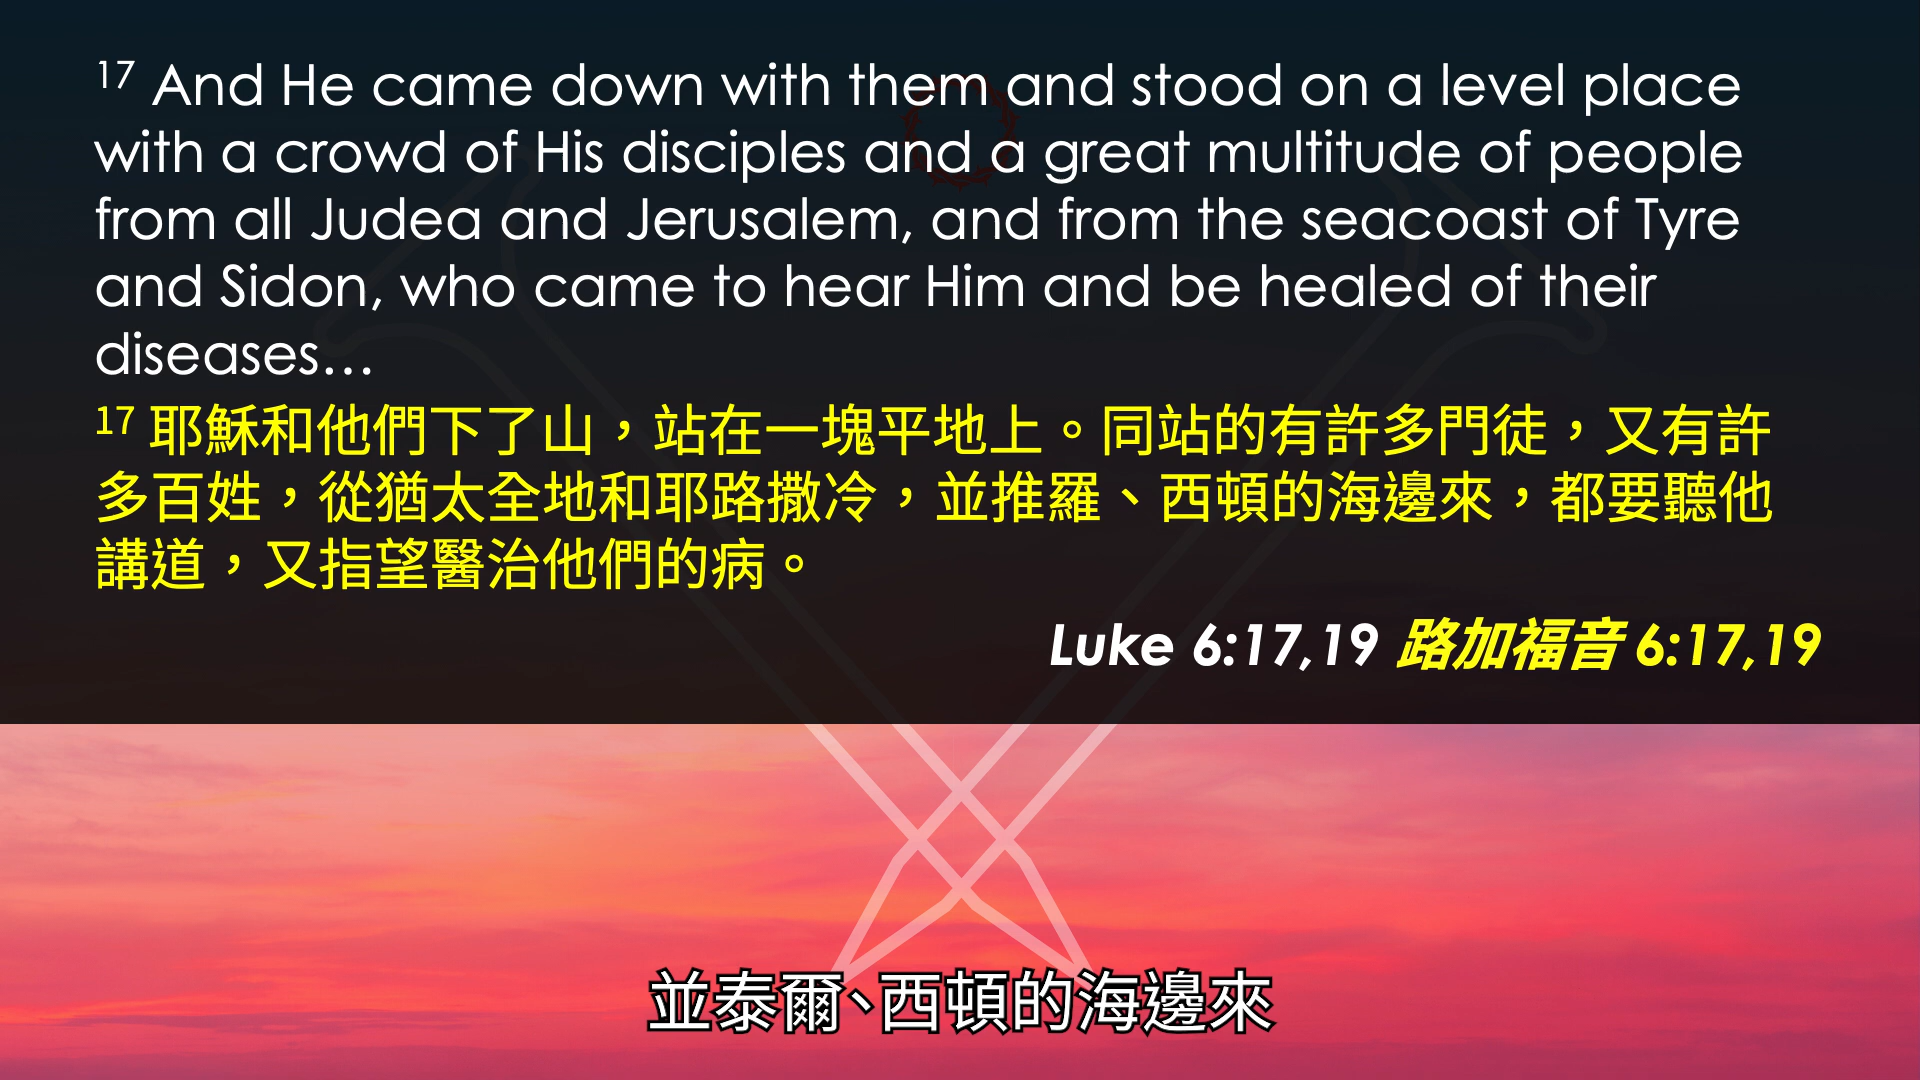 17 And He came down with them and stood on a level place
with a crowd of His disciples and a great multitude of people
from all Judea and Jerusalem, and from the seacoast of Tyre
and Sidon, who came to hear Him and be healed of their
diseases…
17 耶穌和他們下了山，站在一塊平地上。同站的有許多門徒，又有許
多百姓，從猶太全地和耶路撒冷，並推羅、西頓的海邊來，都要聽他
講道，又指望醫治他們的病。
Luke 6:17,19 路加福音 6:17,19
並泰爾、西頓的海邊來